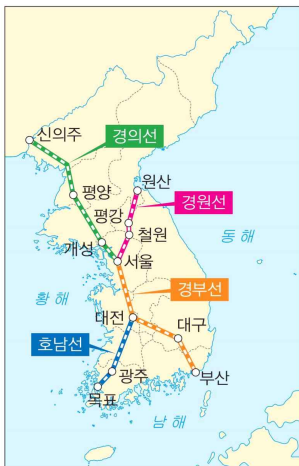 신의주
경의선
평양
원산
경원선
평강
철원
개성
서울
동해
황해
경부선
대전
대구
호남선
광주
부산
목표
남해